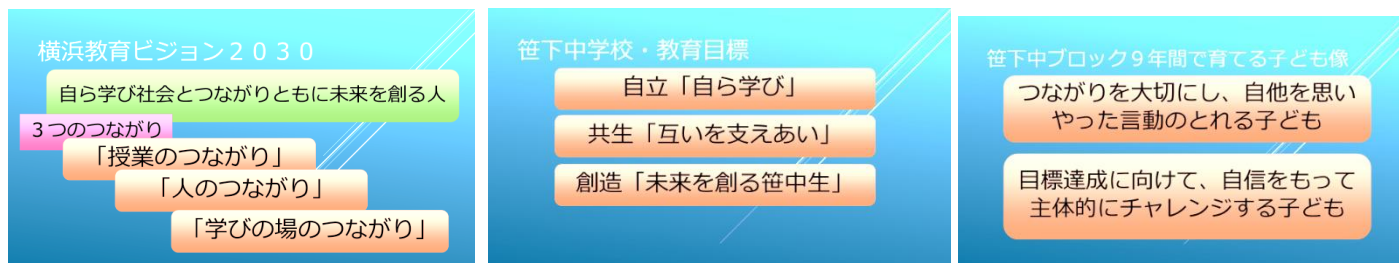 横浜教育ビジョン２０３０
自ら学び社会とつながりともに未来を創る人
３つのつながり
「授業のつながり」
「人のつながり」
「学びの場のつながり」
笹下中学校・教育目標
自立「自ら学び」
共生「互いを支えあい」
創造「未来を創る笹中生」
笹下中ブロック９年間で育てる子ども像
つながりを大切にし、自他を思い
やった言動のとれる子ども
目標達成に向けて、自信をもって
主体的にチャレンジする子ども